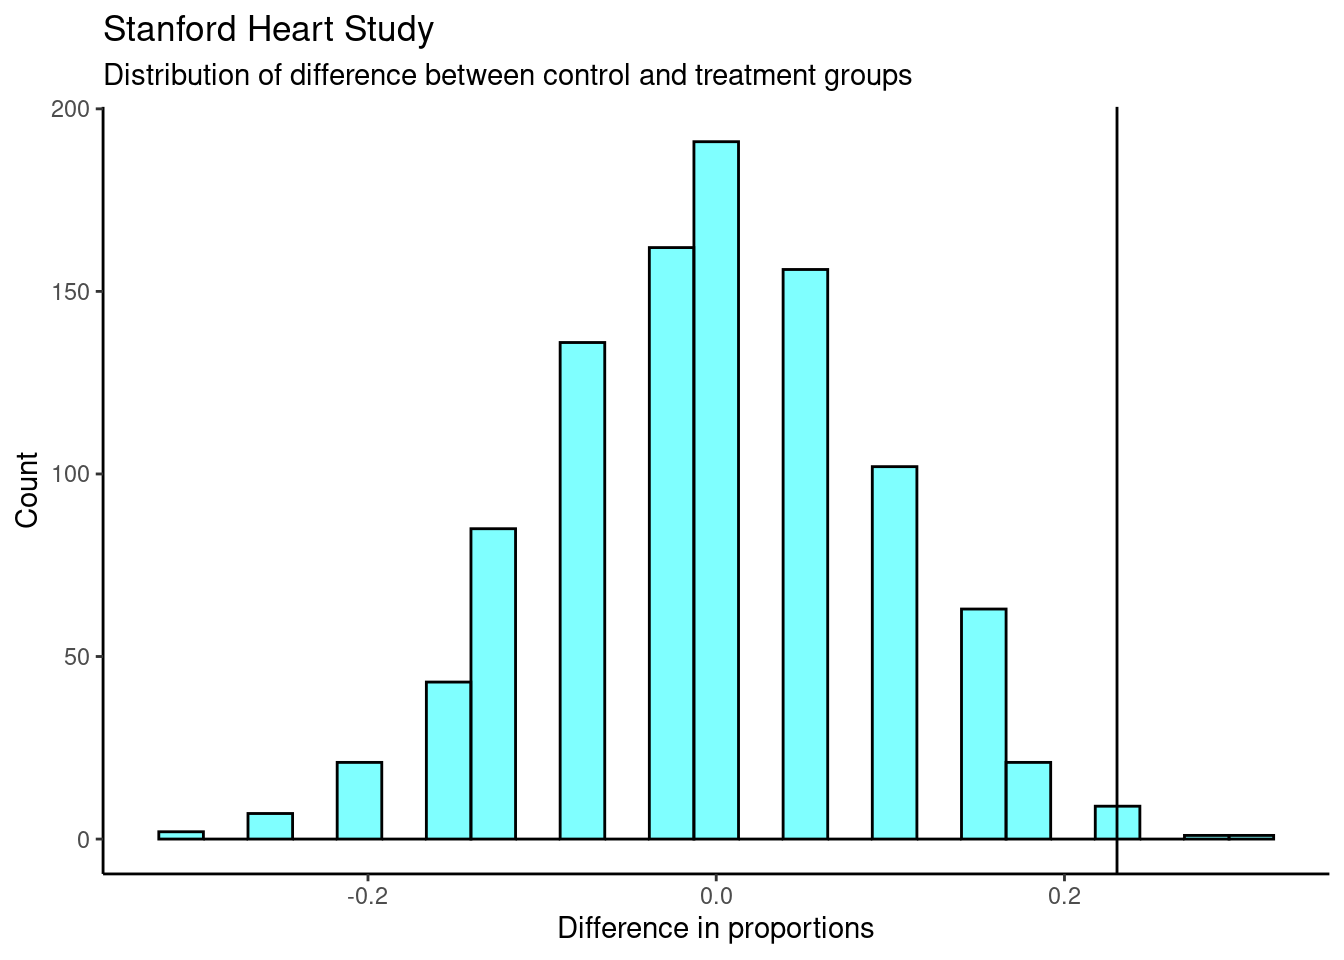 Stanford Heart Study
Distribution of difference between control and treatment groups
200
150
100
50
0
Count
-0.2
0.0
0.2
Difference in proportions